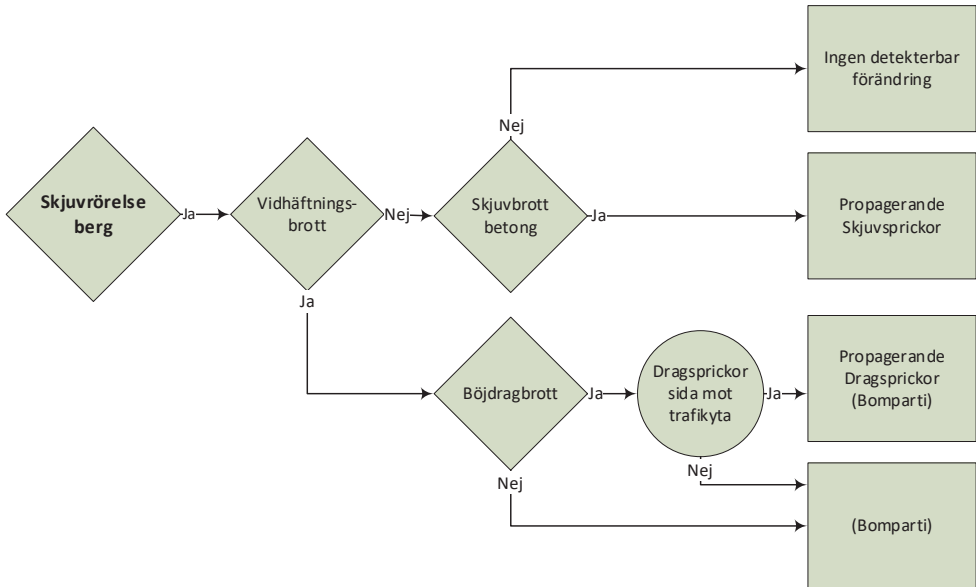 Ingen detekterbar
förändring
Nej
Skjuvrörelse
berg
Ja
Vidhäftnings-
brott
Nej
Skjuvbrott
betong
Ja
Propagerande
Skjuvsprickor
Ja
Böjdragbrott
Ja
Dragsprickor
sida mot
trafikyta
Ja
Propagerande
Dragsprickor
(Bomparti)
Nej
Nej
(Bomparti)